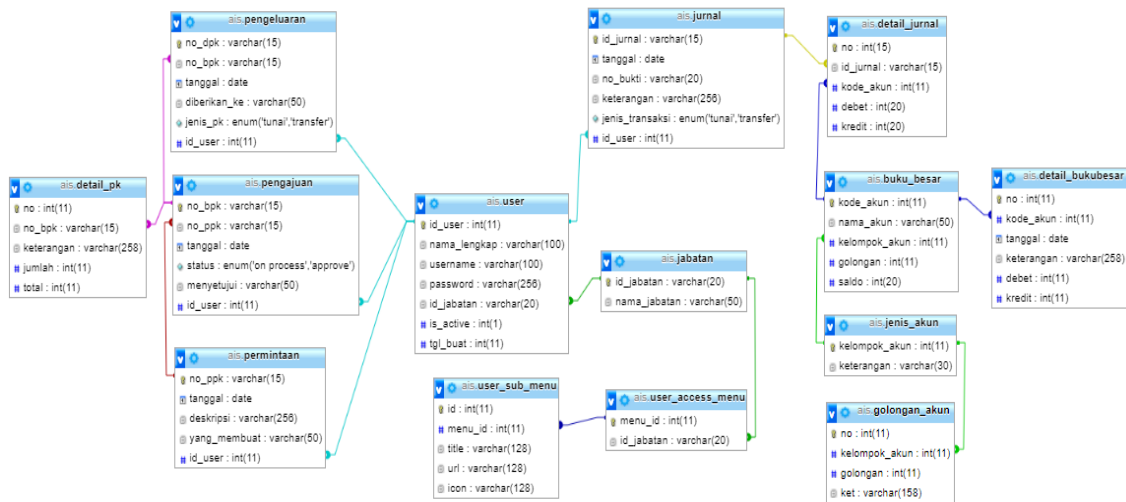 ais.pengeluaran
no_dpk : varchar(15)
no_bpk : varchar(15)
tanggal : date
diberikan_ke : varchar(50)
jenis_pk : enum('tunai','transfer')
id_user : int(11)
ais.jurnal
id_jurnal : varchar(15)
tanggal : date
no_bukti : varchar(20)
keterangan : varchar(256)
jenis_transaksi : enum('tunai','transfer')
id_user : int(11)
ais.detail_jurnal
no : int(15)
id_jurnal : varchar(15)
kode_akun : int(11)
debet : int(20)
kredit : int(20)
ais.detail_pk
no : int(11)
no_bpk : varchar(15)
keterangan : varchar(258)
jumlah : int(11)
total : int(11)
ais.pengajuan
no_bpk : varchar(15)
no_ppk : varchar(15)
tanggal : date
status : enum('on process','approve')
menyetujui : varchar(50)
id_user : int(11)
ais.user
id_user : int(11)
nama_lengkap : varchar(100)
username : varchar(100)
password : varchar(256)
id_jabatan : varchar(20)
is_active : int(1)
tgl_buat : int(11)
ais.jabatan
id_jabatan : varchar(20)
nama_jabatan : varchar(50)
ais.buku_besar
kode_akun : int(11)
nama_akun : varchar(50)
kelompok_akun : int(11)
golongan : int(11)
saldo : int(20)
ais.detail_bukubesar
no : int(11)
kode_akun : int(11)
tanggal : date
keterangan : varchar(258)
debet : int(11)
kredit : int(11)
ais.permintaan
no_ppk : varchar(15)
tanggal : date
deskripsi : varchar(256)
yang_membuat : varchar(50)
id_user : int(11)
ais.user_sub_menu
id : int(11)
menu_id : int(11)
title : varchar(128)
url : varchar(128)
icon : varchar(128)
ais.user_access_menu
menu_id : int(11)
id_jabatan : varchar(20)
ais.jenis_akun
kelompok_akun : int(11)
keterangan : varchar(30)
ais.golongan_akun
no : int(11)
kelompok_akun : int(11)
golongan : int(11)
ket : varchar(158)